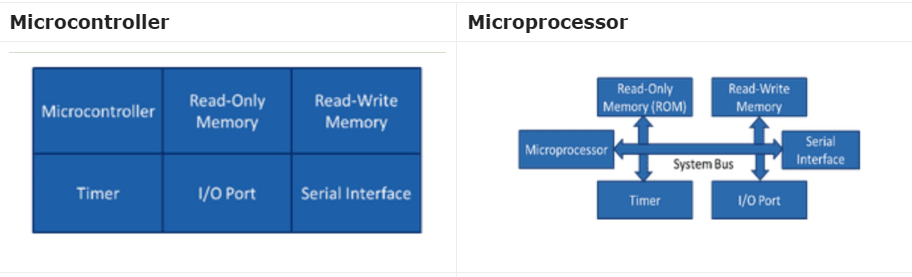 Microcontroller
Microprocessor
Microcontroller
Read-Only
Memory
Read-Write
Memory
Timer
I/O Port
Serial Interface
Read-Only
Memory (ROM)
Read-Write
Memory
Microprocessor
System Bus
Serial
Interface
Timer
I/O Port